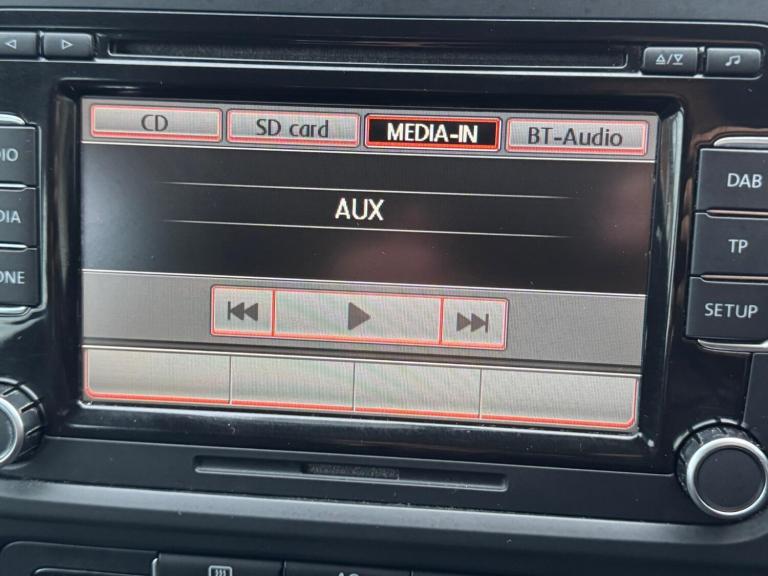 CD
SD card
MEDIA-IN
BT-Audio
AUX
DAB
TP
SETUP